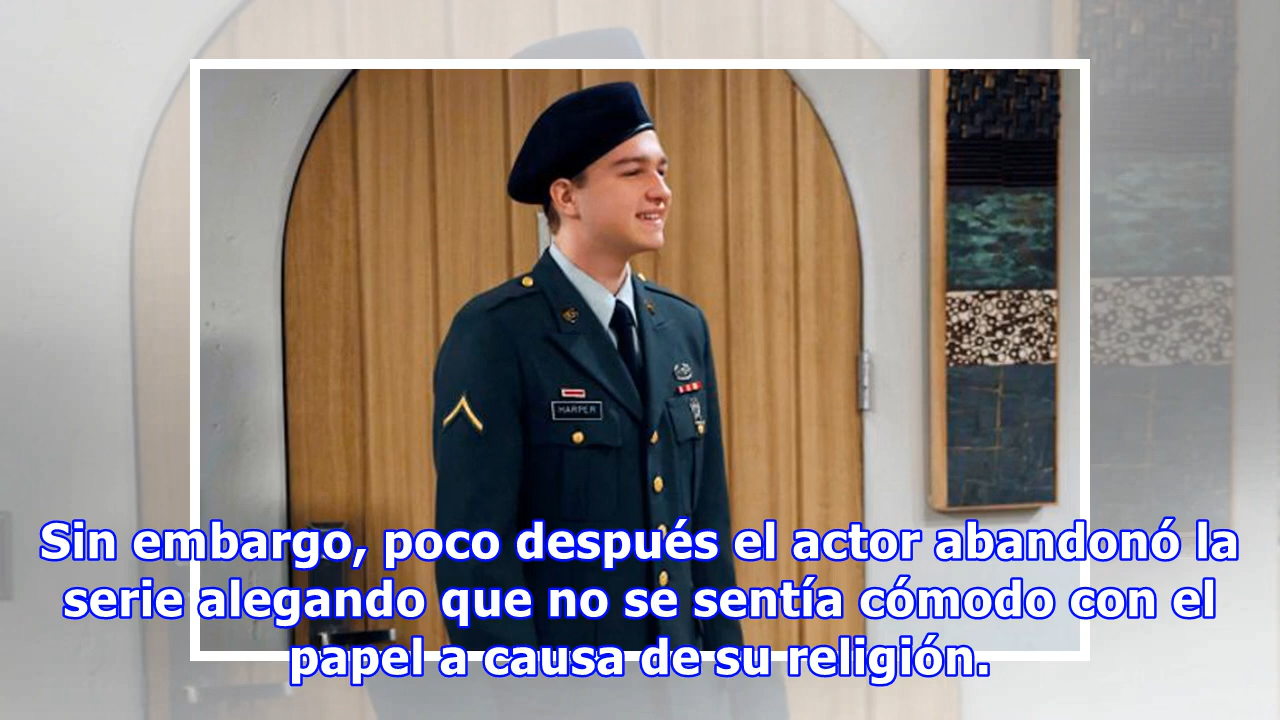 HARPER
Sin embargo, poco después el actor abandonó la
serie alegando que no se sentía cómodo con el
papel a causa de su religión.